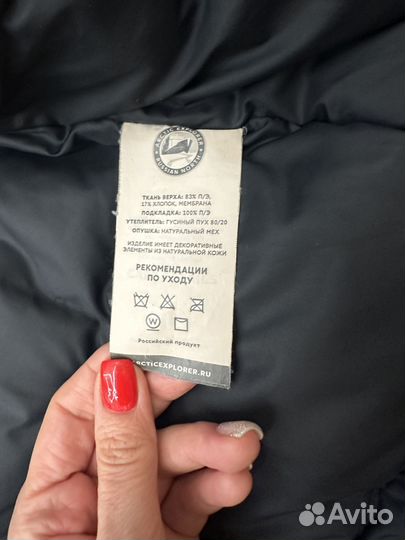 ARCTIC EXPLORER
RUSSIAN NORTH
ТКАНЬ ВЕРХА: 83% П/Э,
17% ХЛОПОК, МЕМБРАНА
ПОДКЛАДКА: 100% П/Э
УТЕПЛИТЕЛЬ: ГУСИНЫЙ ПУХ 80/20
ОПУШКА: НАТУРАЛЬНЫЙ МЕХ
ИЗДЕЛИЕ ИМЕЕТ ДЕКОРАТИВНЫЕ
ЭЛЕМЕНТЫ ИЗ НАТУРАЛЬНОЙ КОЖИ
РЕКОМЕНДАЦИИ
ПО УХОДУ
W
Российский продукт
ARCTICEXPLORER.RU
Avito